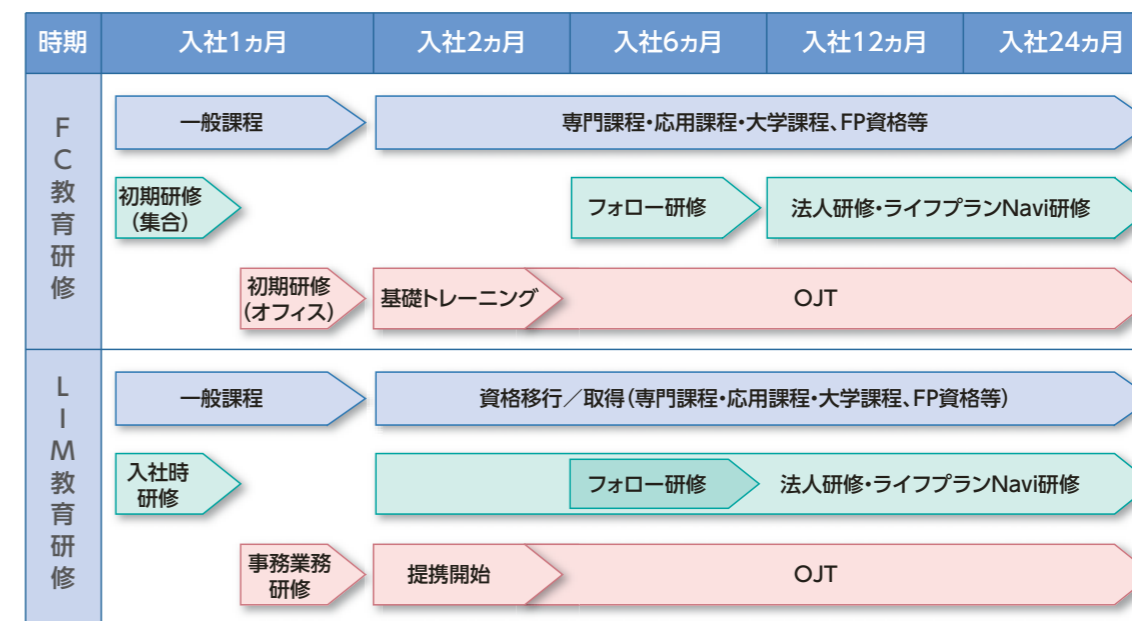 時期
入社1ヵ月
入社2ヵ月
入社6ヵ月
入社12ヵ月
入社24ヵ月
FC教育研修
一般課程
専門課程・応用課程・大学課程、FP資格等
初期研修
(集合)
フォロー研修
法人研修・ライフプランNavi研修
初期研修
(オフィス)
基礎トレーニング
OJT
LIM教育研修
一般課程
資格移行／取得(専門課程・応用課程・大学課程、FP資格等)
入社時
研修
フォロー研修
法人研修・ライフプランNavi研修
事務業務
研修
提携開始
OJT